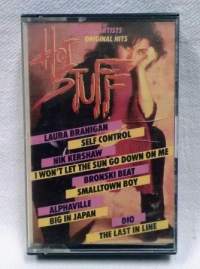 ARTISTS
ORIGINAL HITS
HOT
STUFF
LAURA BRANIGAN
SELF CONTROL
NIK KERSHAW
I WON'T LET THE SUN GO DOWN ON ME
BRONSKI BEAT
SMALLTOWN BOY
ALPHAVILLE
BIG IN JAPAN
DIO
THE LAST IN LINE